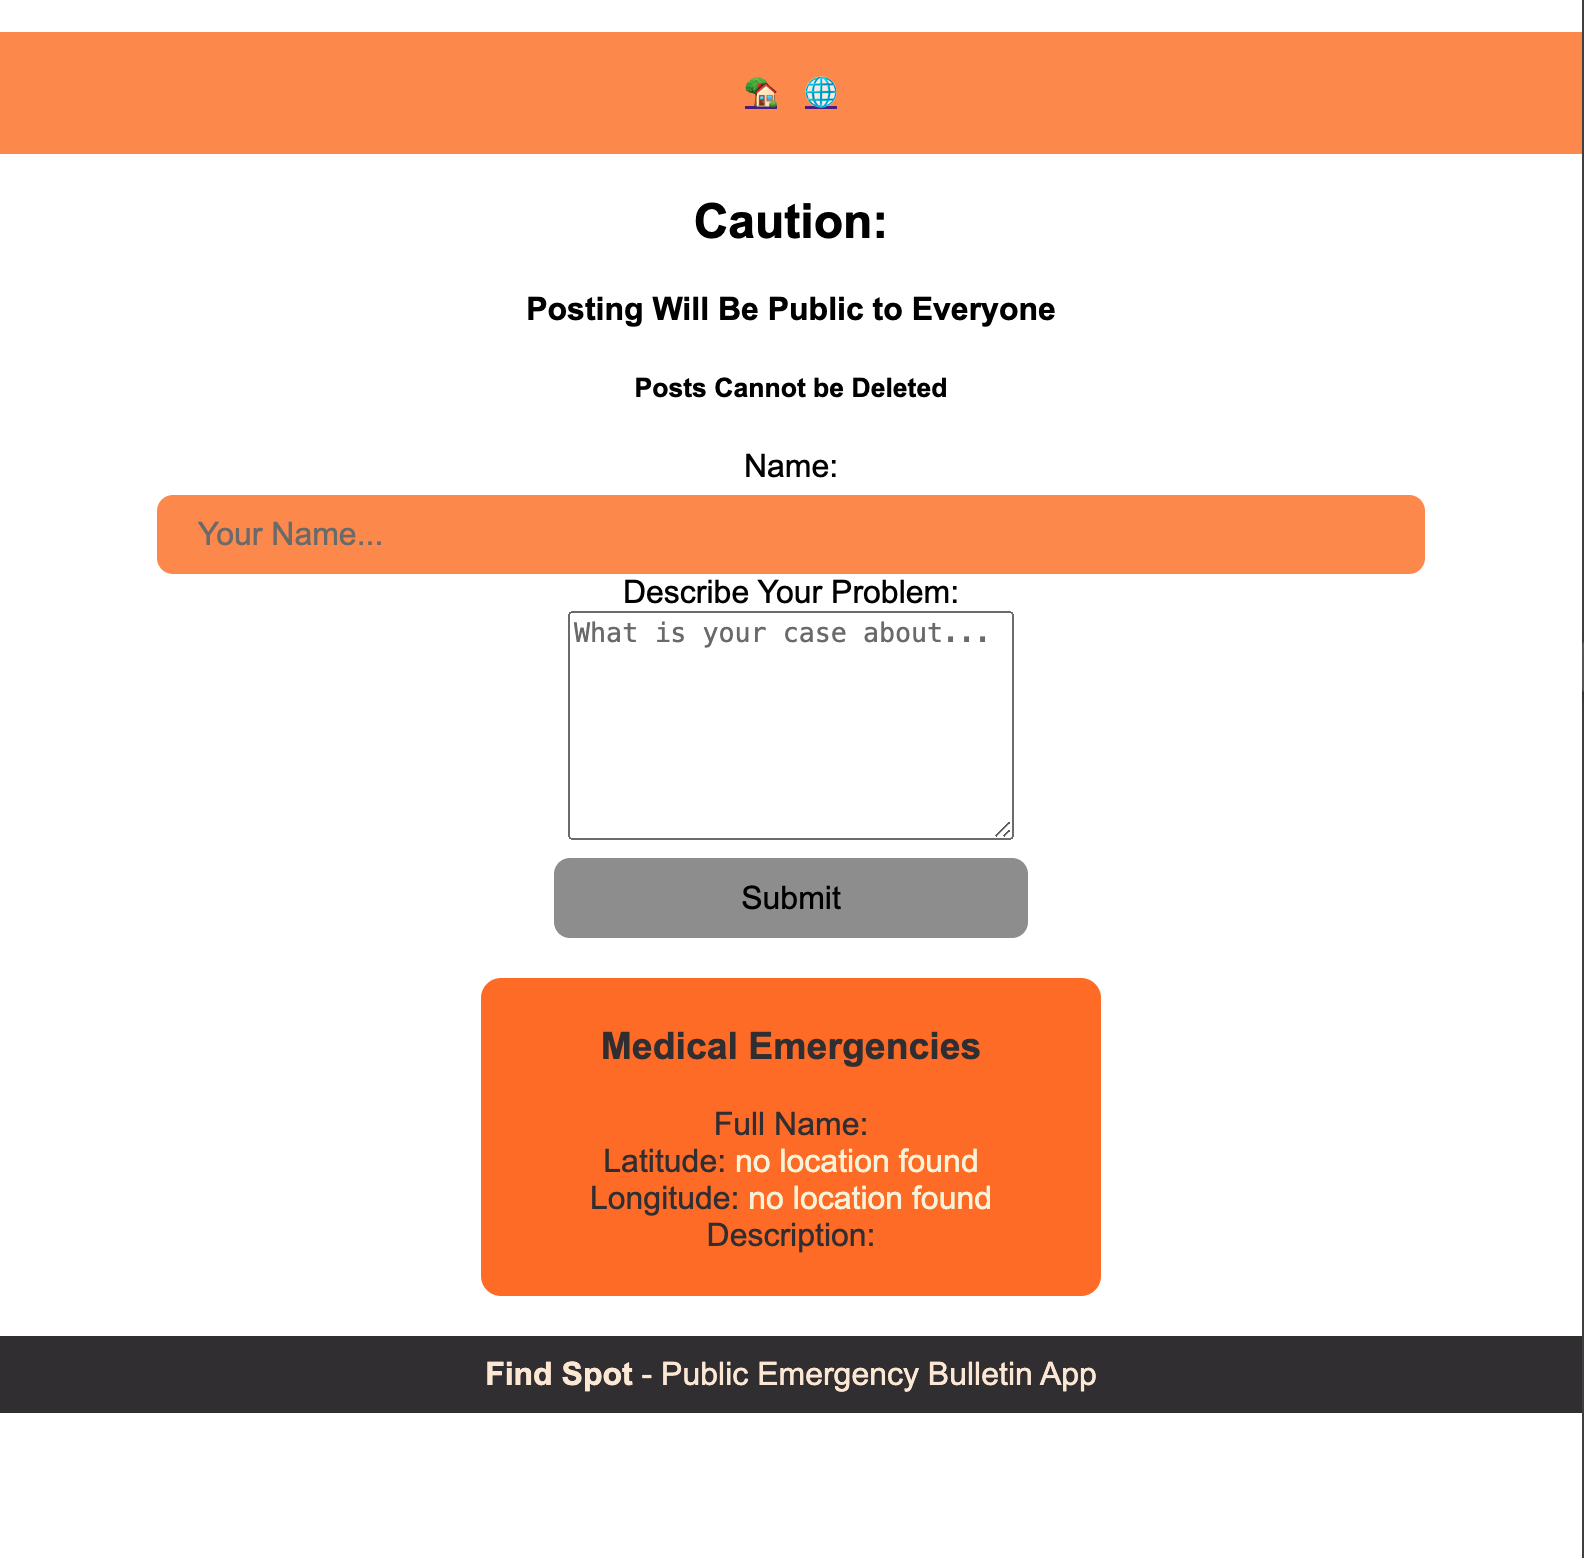 Caution:
Posting Will Be Public to Everyone
Posts Cannot be Deleted
Name:
Your Name...
Describe Your Problem:
What is your case about...
Submit
Medical Emergencies
Full Name:
Latitude: no location found
Longitude: no location found
Description:
Find Spot - Public Emergency Bulletin App